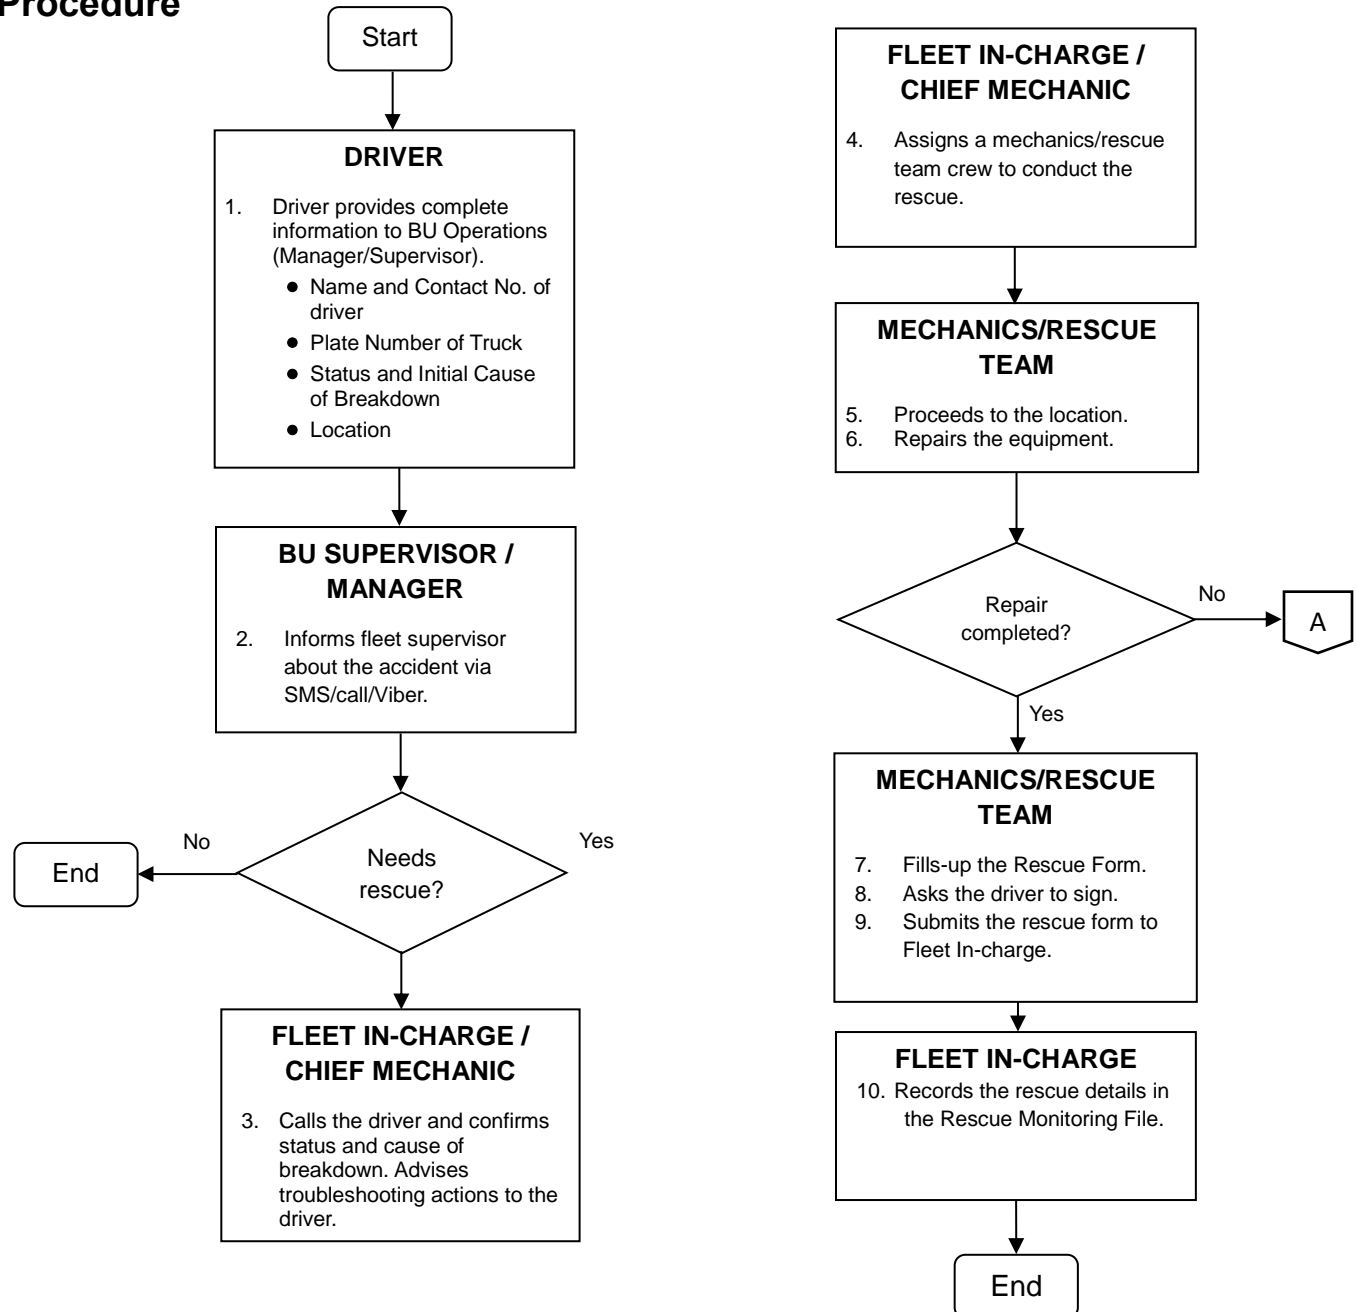 Procedure
Start
DRIVER
1. Driver provides complete
information to BU Operations
(Manager/Supervisor).
● Name and Contact No. of
driver
● Plate Number of Truck
● Status and Initial Cause
of Breakdown
● Location
BU SUPERVISOR /
MANAGER
2. Informs fleet supervisor
about the accident via
SMS/call/Viber.
No
Yes
Needs
rescue?
End
FLEET IN-CHARGE /
CHIEF MECHANIC
3. Calls the driver and confirms
status and cause of
breakdown. Advises
troubleshooting actions to the
driver.
FLEET IN-CHARGE /
CHIEF MECHANIC
4. Assigns a mechanics/rescue
team crew to conduct the
rescue.
MECHANICS/RESCUE
TEAM
5. Proceeds to the location.
6. Repairs the equipment.
Repair
completed?
No
A
Yes
MECHANICS/RESCUE
TEAM
7. Fills-up the Rescue Form.
8. Asks the driver to sign.
9. Submits the rescue form to
Fleet In-charge.
FLEET IN-CHARGE
10. Records the rescue details in
the Rescue Monitoring File.
End